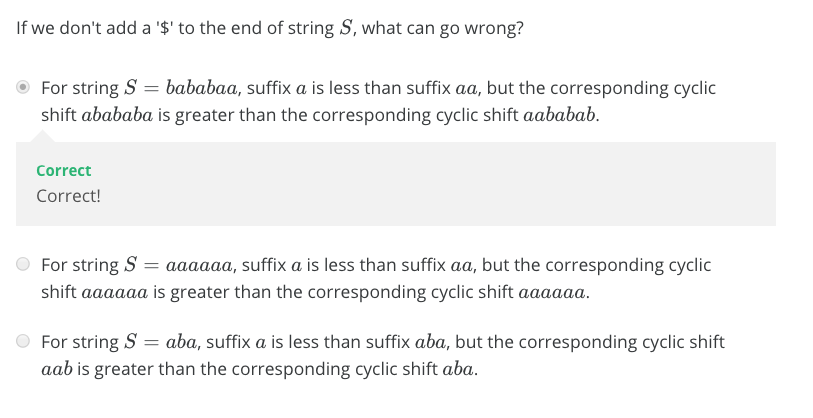 If we don't add a '$' to the end of string S, what can go wrong?
For string S = bababaa, suffix a is less than suffix aa, but the corresponding cyclic
shift abababa is greater than the corresponding cyclic shift aababab.
Correct
Correct!
For string S = aaaaaa, suffix a is less than suffix aa, but the corresponding cyclic
shift aaaaaa is greater than the corresponding cyclic shift aaaaaa.
For string S = aba, suffix a is less than suffix aba, but the corresponding cyclic shift
aab is greater than the corresponding cyclic shift aba.